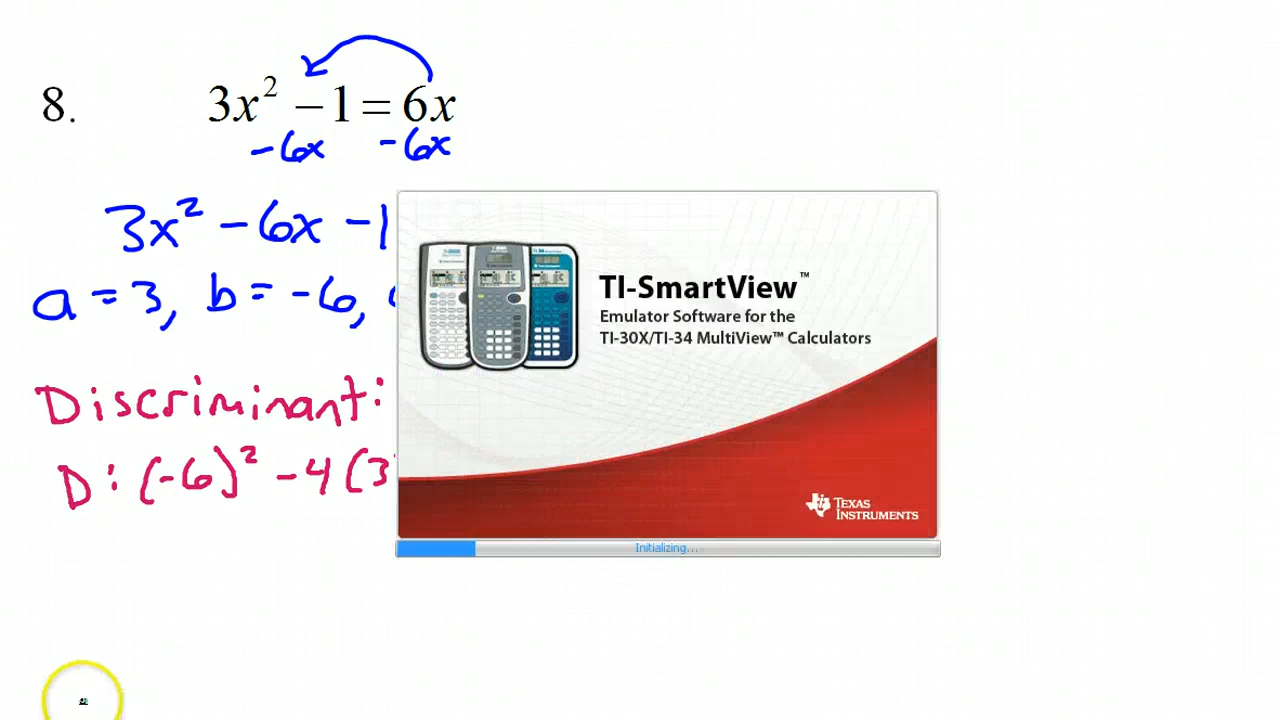 8. 3x² − 1 = 6x
-6x -6x
3x² - 6x - 1
a = 3, b = -6,
Discriminant:
D: (-6)² - 4(3
TI-SmartView™
Emulator Software for the
TI-30X/TI-34 MultiView™ Calculators
TEXAS
INSTRUMENTS
Initializing...